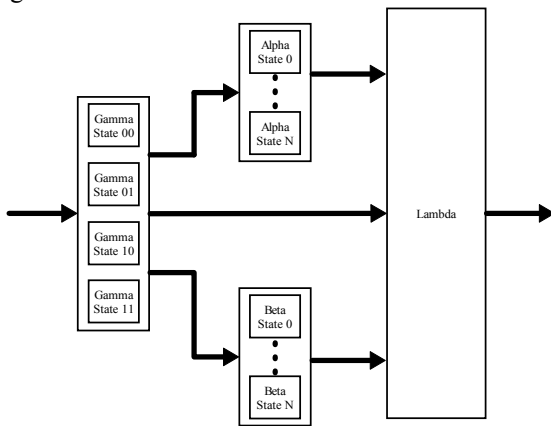 Gamma
State 00
Gamma
State 01
Gamma
State 10
Gamma
State 11
Alpha
State 0
Alpha
State N
Beta
State 0
Beta
State N
Lambda